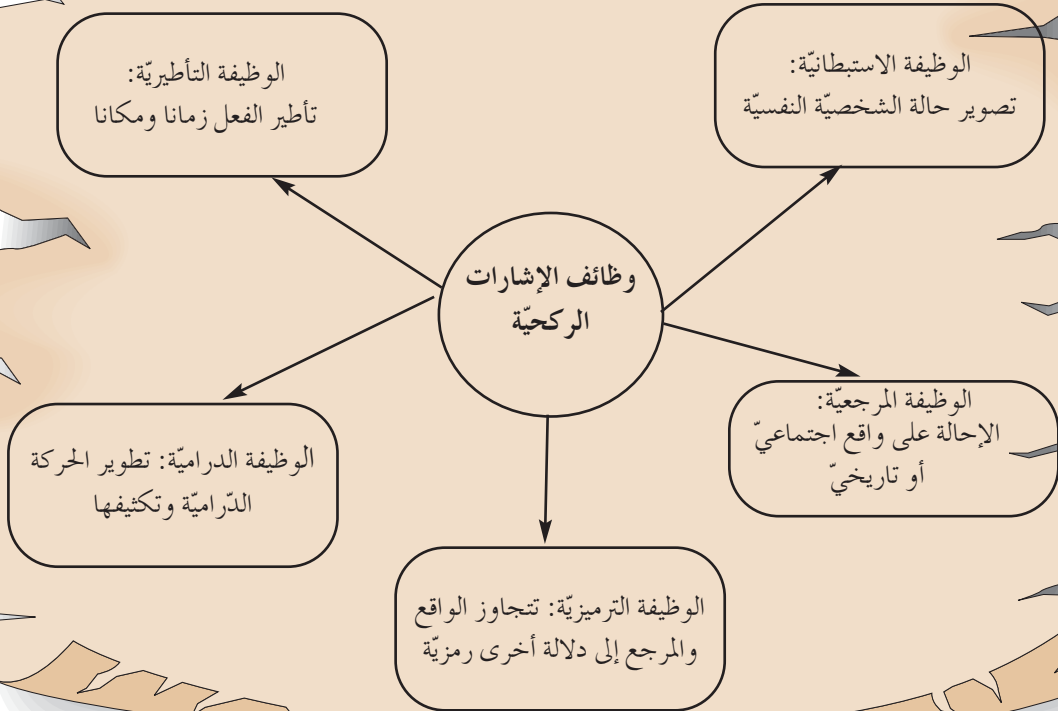 الوظيفة الاستبطانيّة:
تصوير حالة الشخصيّة النفسيّة
الوظيفة التأطيريّة:
تأطير الفعل زمانا ومكانا
وظائف الإشارات
الركحيّة
الوظيفة المرجعيّة:
الإحالة على واقع اجتماعيّ
أو تاريخيّ
الوظيفة الدراميّة: تطوير الحركة
الدّراميّة وتكثيفها
الوظيفة الترميزيّة: تتجاوز الواقع
والمرجع إلى دلالة أخرى رمزيّة